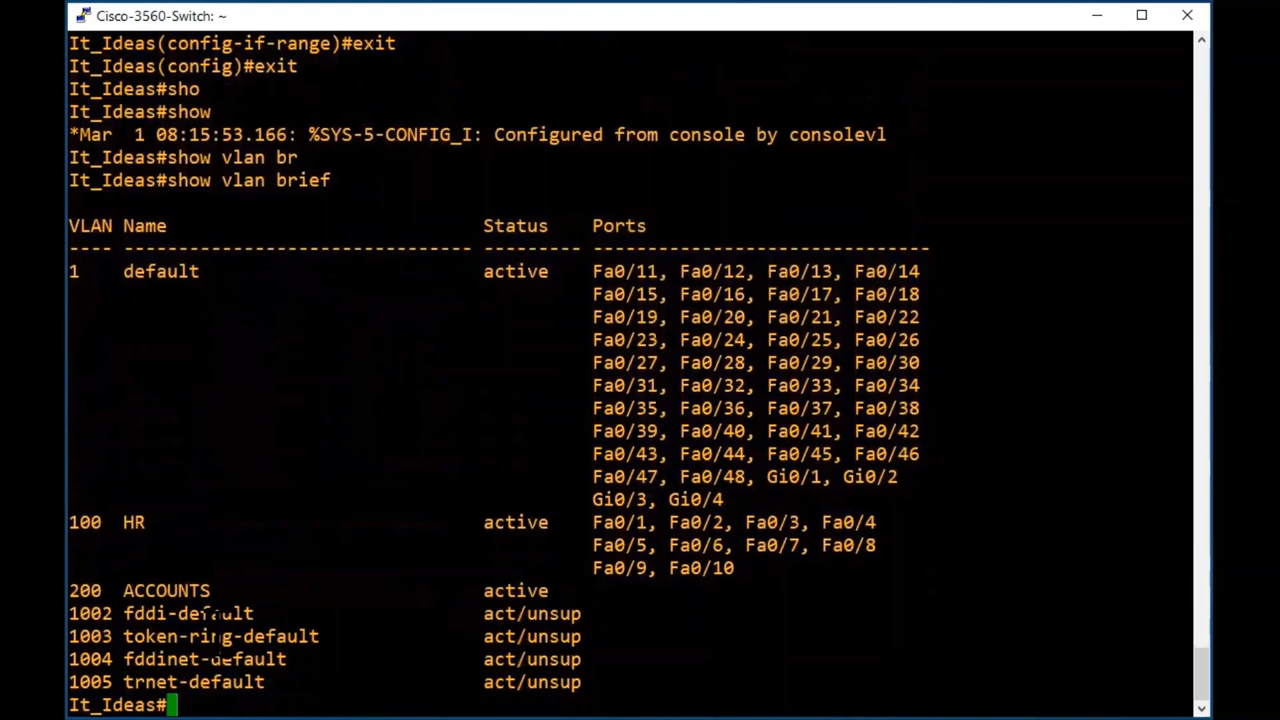 Cisco-3560-Switch: ~
It_Ideas(config-if-range)#exit
It_Ideas(config)#exit
It_Ideas#sho
It_Ideas#show
*Mar  1 08:15:53.166: %SYS-5-CONFIG_I: Configured from console by consolevl
It_Ideas#show vlan br
It_Ideas#show vlan brief
VLAN Name                             Status    Ports
---- -------------------------------- --------- -------------------------------
1    default                          active    Fa0/11, Fa0/12, Fa0/13, Fa0/14
                                                Fa0/15, Fa0/16, Fa0/17, Fa0/18
                                                Fa0/19, Fa0/20, Fa0/21, Fa0/22
                                                Fa0/23, Fa0/24, Fa0/25, Fa0/26
                                                Fa0/27, Fa0/28, Fa0/29, Fa0/30
                                                Fa0/31, Fa0/32, Fa0/33, Fa0/34
                                                Fa0/35, Fa0/36, Fa0/37, Fa0/38
                                                Fa0/39, Fa0/40, Fa0/41, Fa0/42
                                                Fa0/43, Fa0/44, Fa0/45, Fa0/46
                                                Fa0/47, Fa0/48, Gi0/1, Gi0/2
                                                Gi0/3, Gi0/4
100  HR                               active    Fa0/1, Fa0/2, Fa0/3, Fa0/4
                                                Fa0/5, Fa0/6, Fa0/7, Fa0/8
                                                Fa0/9, Fa0/10
200  ACCOUNTS                         active
1002 fddi-default                     act/unsup
1003 token-ring-default               act/unsup
1004 fddinet-default                  act/unsup
1005 trnet-default                    act/unsup
It_Ideas#